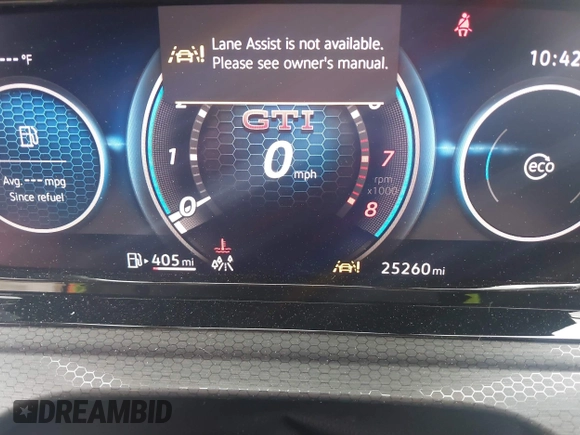 Lane Assist is not available.
Please see owner's manual.
--- °F
10:42
GTI
Avg. --- mpg
Since refuel
0 mph
0
1
7
8
rpm
x1000
eco
405 mi
25260 mi
DREAMBID